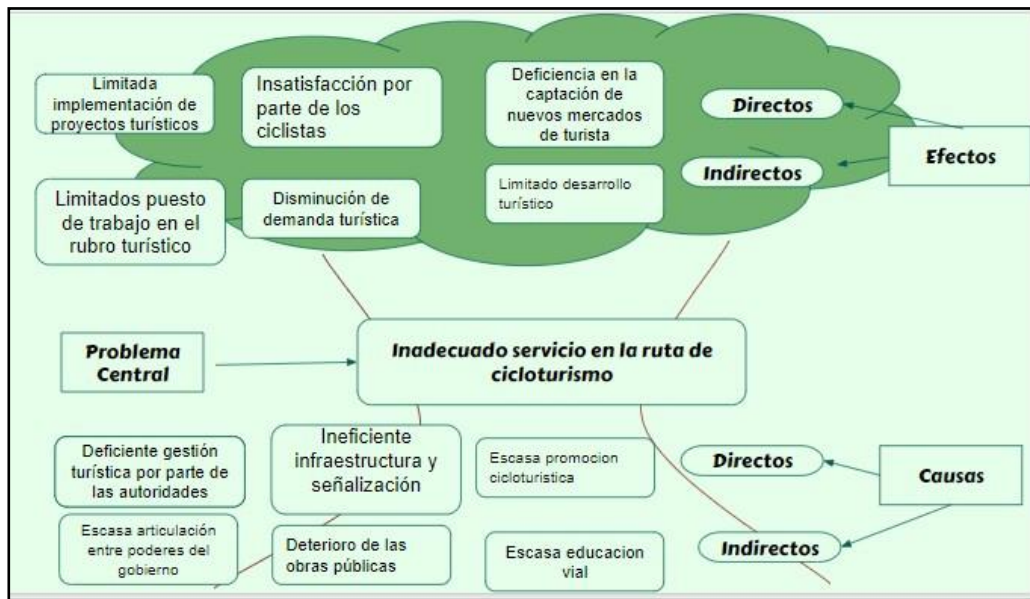 Limitada
implementación de
proyectos turísticos
Insatisfacción por
parte de los
ciclistas
Deficiencia en la
captación de
nuevos mercados
de turista
Directos
Efectos
Indirectos
Limitados puesto
de trabajo en el
rubro turístico
Disminución de
demanda turística
Limitado desarrollo
turístico
Problema
Central
Inadecuado servicio en la ruta de
cicloturismo
Deficiente gestión
turística por parte de
las autoridades
Ineficiente
infraestructura y
señalización
Escasa promocion
cicloturistica
Directos
Causas
Escasa articulación
entre poderes del
gobierno
Deterioro de las
obras públicas
Escasa educacion
vial
Indirectos